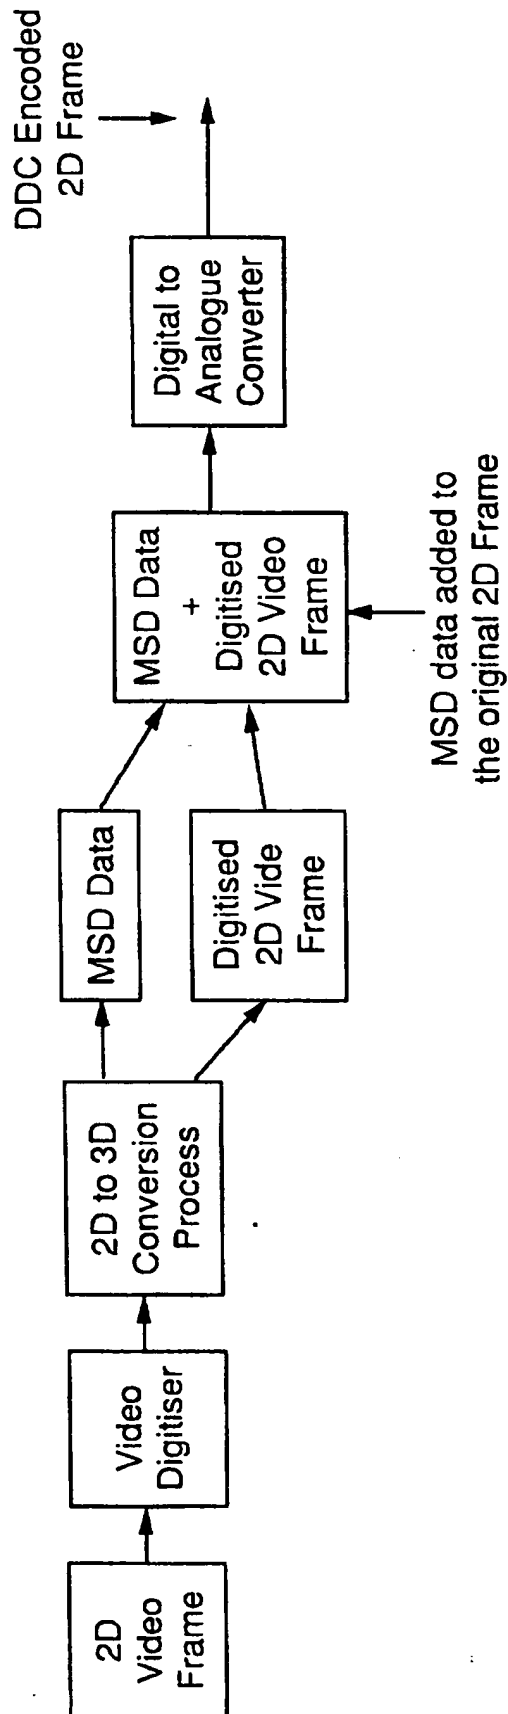 2D
Video
Frame
Video
Digitiser
2D to 3D
Conversion
Process
MSD Data
Digitised
2D Vide
Frame
MSD Data
+
Digitised
2D Video
Frame
MSD data added to
the original 2D Frame
Digital to
Analogue
Converter
DDC Encoded
2D Frame